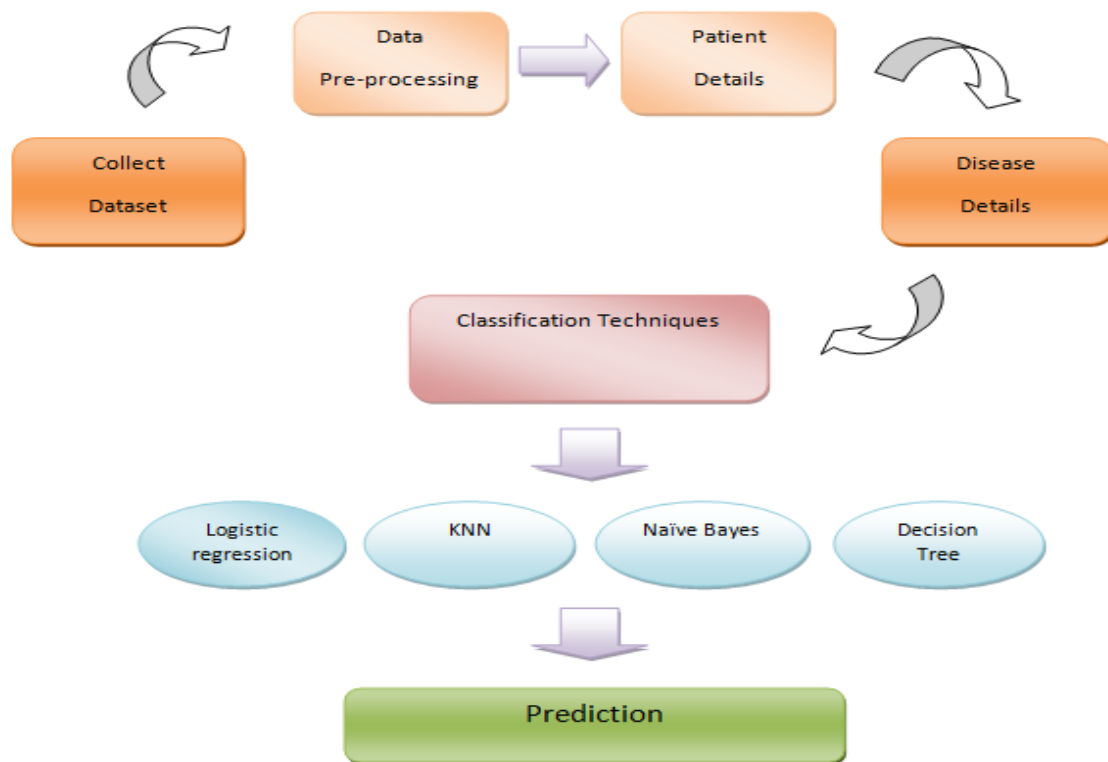 Data
Pre-processing
Patient
Details
Collect
Dataset
Disease
Details
Classification Techniques
Logistic
regression
KNN
Naïve Bayes
Decision
Tree
Prediction